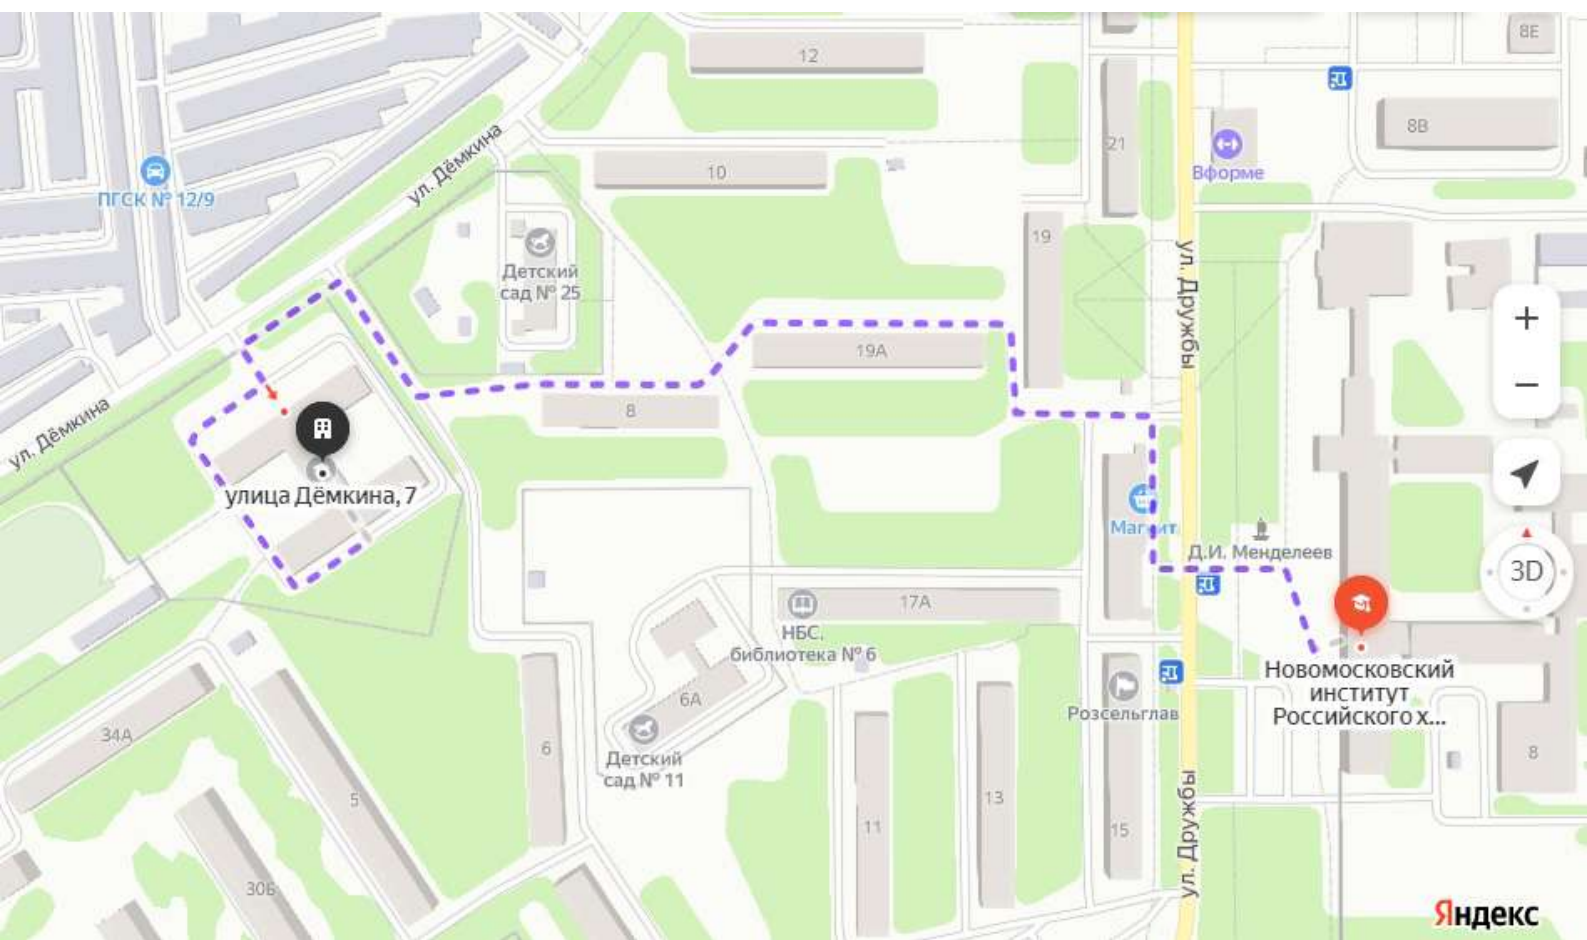 8Е
12
8В
21
ул. Дёмкина
10
Вформе
ПГСК № 12/9
19
Детский
сад № 25
ул. Дружбы
+
19А
−
8
ул. Дёмкина
улица Дёмкина, 7
Магнит
Д.И. Менделеев
3D
17А
НБС,
библиотека № 6
Новомосковский
институт
Российского х...
6А
Розсельглав
34А
6
Детский
сад № 11
8
5
13
11
15
ул. Дружбы
30Б
Яндекс